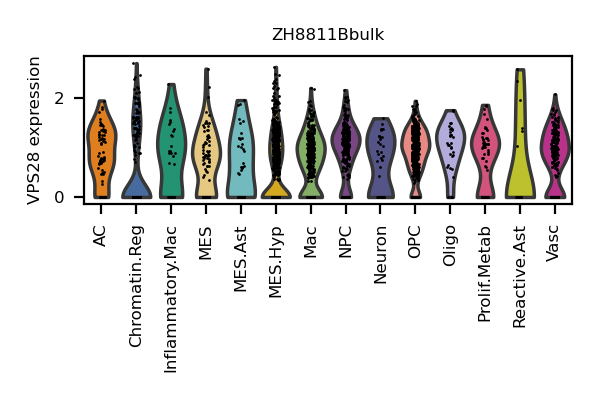 ZH8811Bbulk
VPS28 expression
2
0
AC
Chromatin.Reg
Inflammatory.Mac
MES
MES.Ast
MES.Hyp
Mac
NPC
Neuron
OPC
Oligo
Prolif.Metab
Reactive.Ast
Vasc